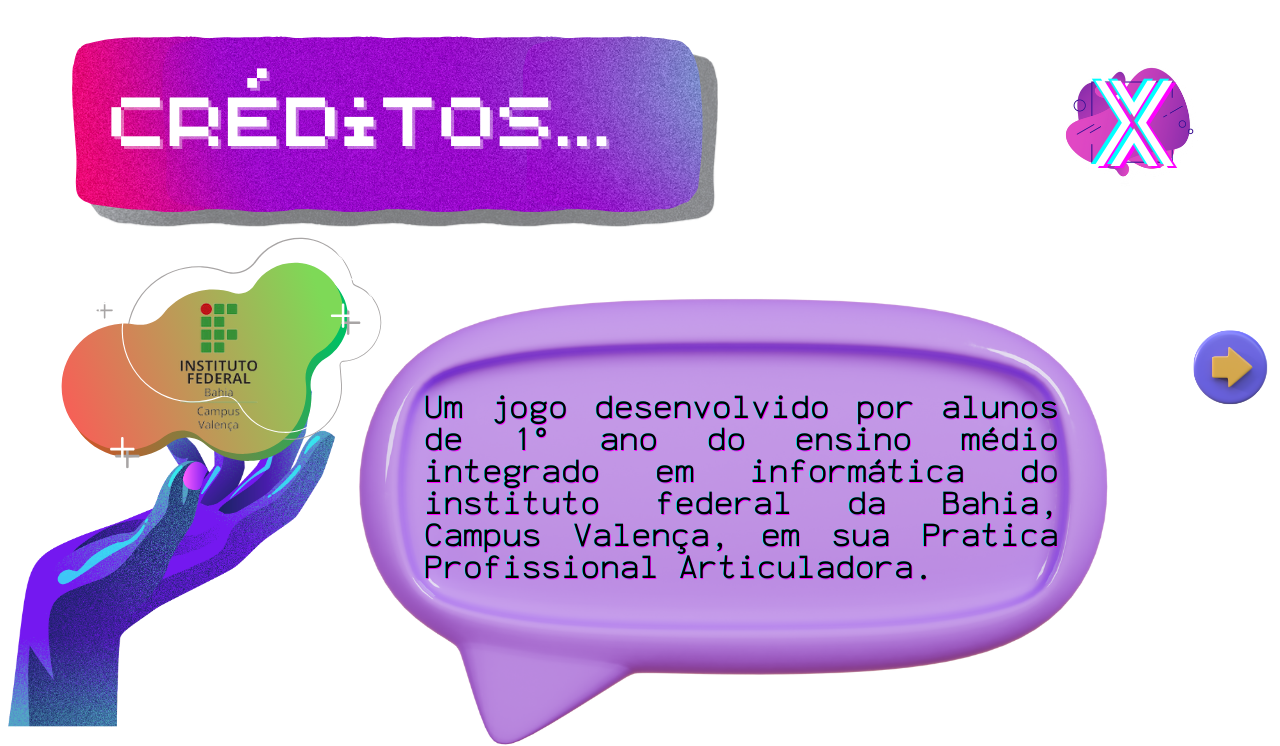 CRÉDiTOS...
X
INSTITUTO
FEDERAL
Bahia
Campus
Valença
Um jogo desenvolvido por alunos
de 1° ano do ensino médio
integrado em informática do
instituto federal da Bahia,
Campus Valença, em sua Pratica
Profissional Articuladora.